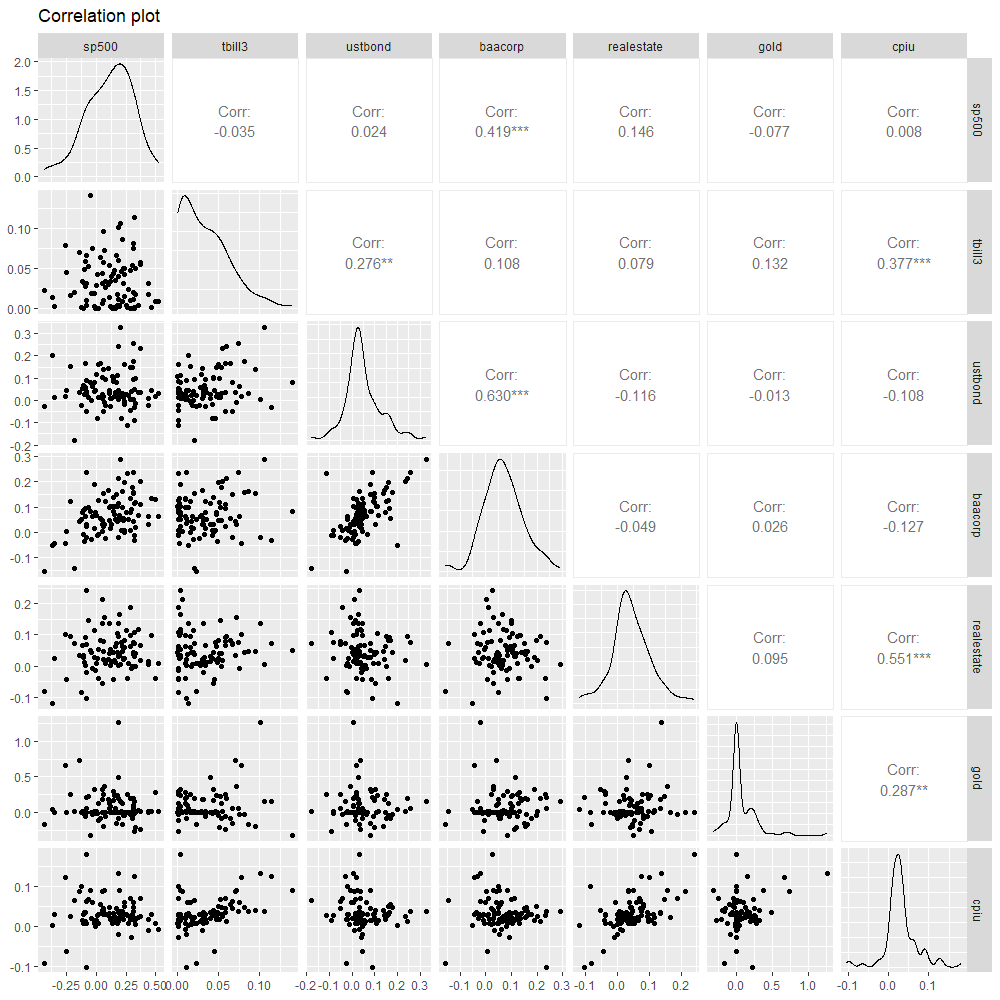 Correlation plot
sp500 tbill3 ustbond baacorp realestate gold cpiu
2.0
1.5
1.0
0.5
0.0
Corr:
-0.035
Corr:
0.024
Corr:
0.419***
Corr:
0.146
Corr:
-0.077
Corr:
0.008
sp500
0.10
0.05
0.00
Corr:
0.276**
Corr:
0.108
Corr:
0.079
Corr:
0.132
Corr:
0.377***
tbill3
0.3
0.2
0.1
0.0
-0.1
-0.2
Corr:
0.630***
Corr:
-0.116
Corr:
-0.013
Corr:
-0.108
ustbond
0.3
0.2
0.1
0.0
-0.1
Corr:
-0.049
Corr:
0.026
Corr:
-0.127
baacorp
0.2
0.1
0.0
-0.1
Corr:
0.095
Corr:
0.551***
realestate
1.0
0.5
0.0
Corr:
0.287**
gold
0.1
0.0
-0.1
cpiu
-0.25 0.00 0.25 0.50 0.00 0.05 0.10 -0.2 -0.1 0.0 0.1 0.2 0.3 -0.1 0.0 0.1 0.2 0.3 -0.1 0.0 0.1 0.2 0.0 0.5 1.0 -0.1 0.0 0.1